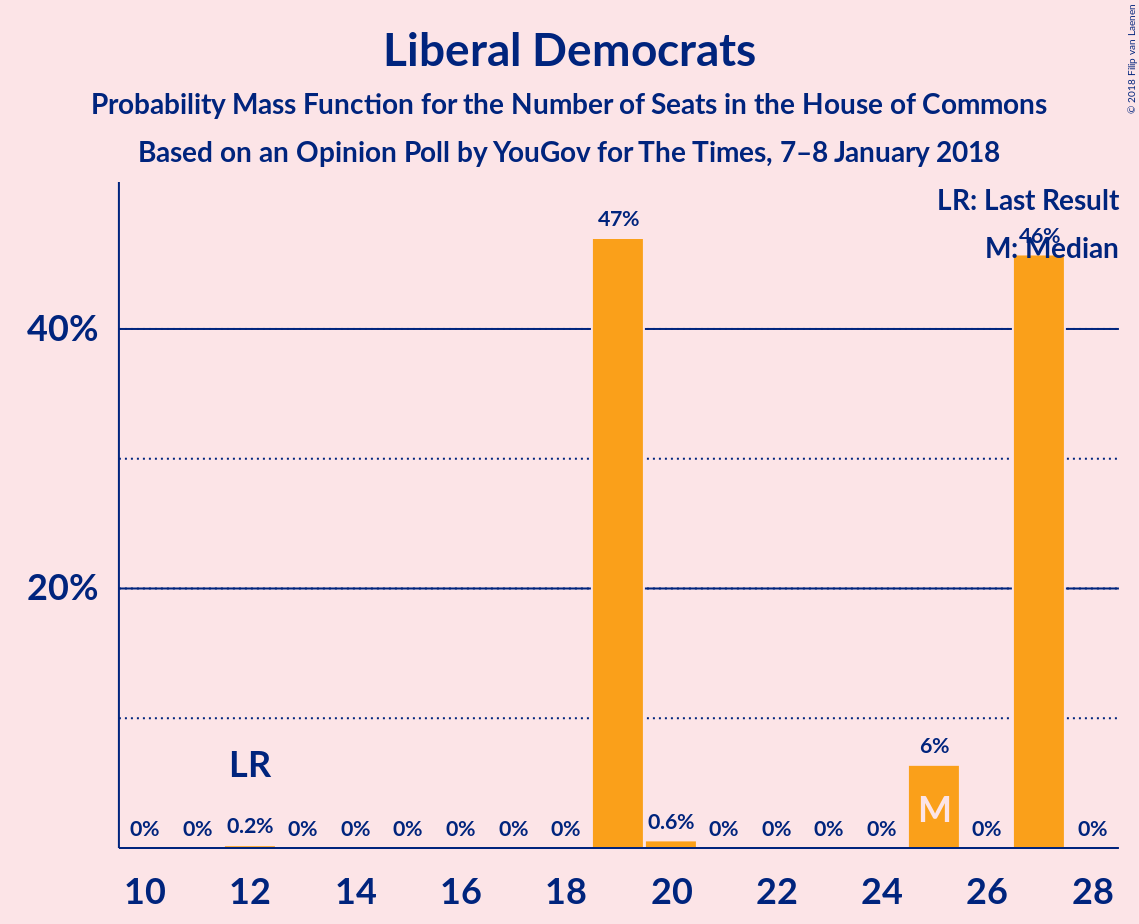 © 2018 Filip van Laenen
Liberal Democrats
Probability Mass Function for the Number of Seats in the House of Commons
Based on an Opinion Poll by YouGov for The Times, 7–8 January 2018
LR: Last Result
M: Median
47%
46%
40%
20%
6%
LR
M
0% 0% 0.2% 0% 0% 0% 0% 0% 0% 0.6% 0% 0% 0% 0% 0% 0%
10 12 14 16 18 20 22 24 26 28